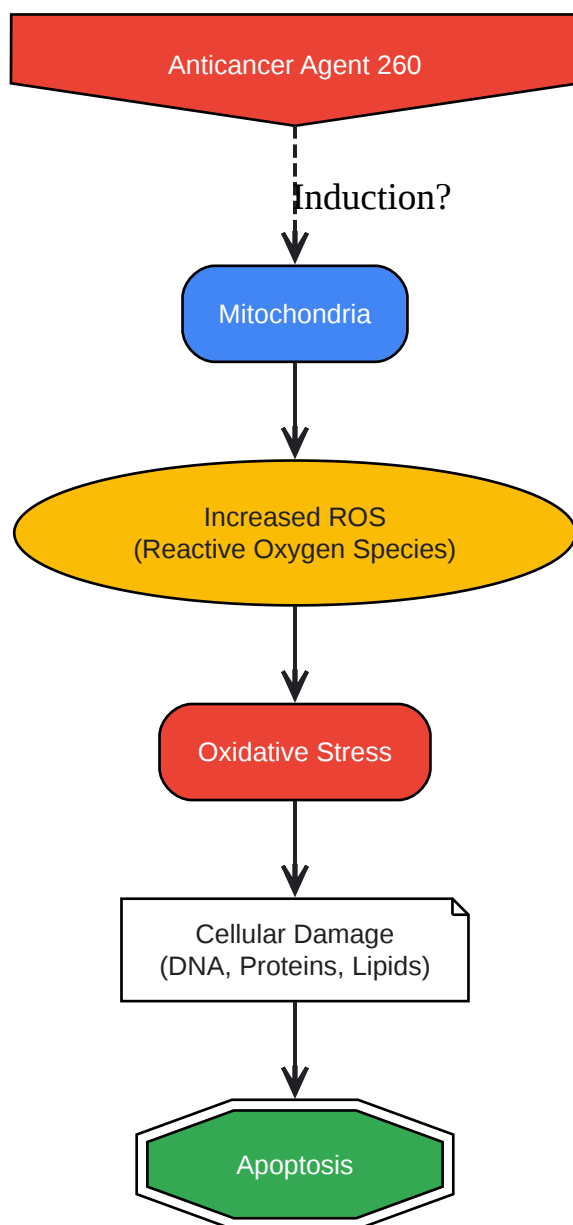 Anticancer Agent 260
Induction?
Mitochondria
Increased ROS
(Reactive Oxygen Species)
Oxidative Stress
Cellular Damage
(DNA, Proteins, Lipids)
Apoptosis